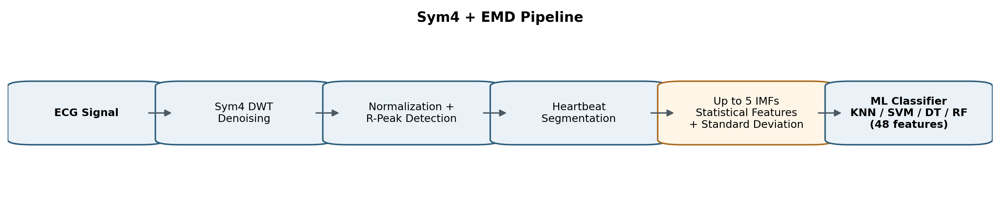 Sym4 + EMD Pipeline
ECG Signal
Sym4 DWT
Denoising
Normalization +
R-Peak Detection
Heartbeat
Segmentation
Up to 5 IMFs
Statistical Features
+ Standard Deviation
ML Classifier
KNN / SVM / DT / RF
(48 features)